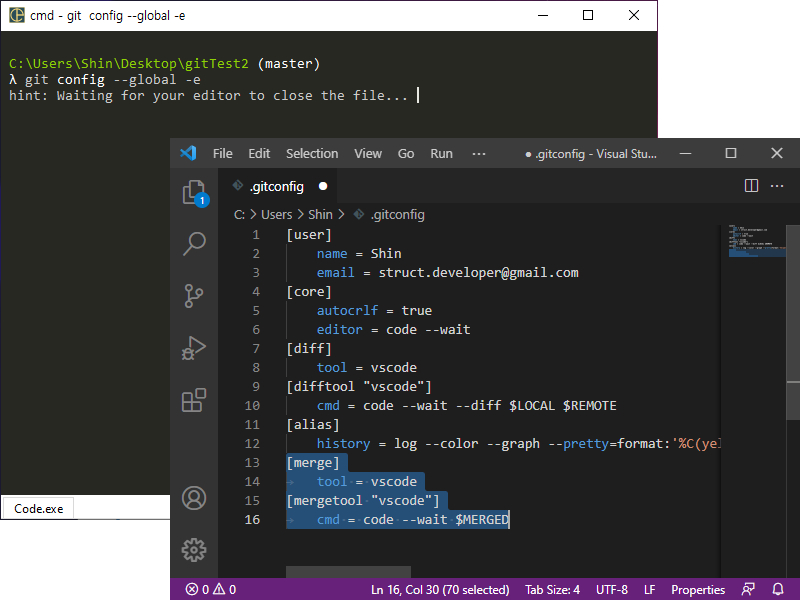 cmd - git  config --global -e
C:\Users\Shin\Desktop\gitTest2 (master)
λ git config --global -e
hint: Waiting for your editor to close the file...
Code.exe
File Edit Selection View Go Run ··· ● .gitconfig - Visual Stu...
.gitconfig ●
C: > Users > Shin > .gitconfig
1 [user]
2 name = Shin
3 email = struct.developer@gmail.com
4 [core]
5 autocrlf = true
6 editor = code --wait
7 [diff]
8 tool = vscode
9 [difftool "vscode"]
10 cmd = code --wait --diff $LOCAL $REMOTE
11 [alias]
12 history = log --color --graph --pretty=format:'%C(yel
13 [merge]
14 tool = vscode
15 [mergetool "vscode"]
16 cmd = code --wait $MERGED
1
0 0 Ln 16, Col 30 (70 selected) Tab Size: 4 UTF-8 LF Properties